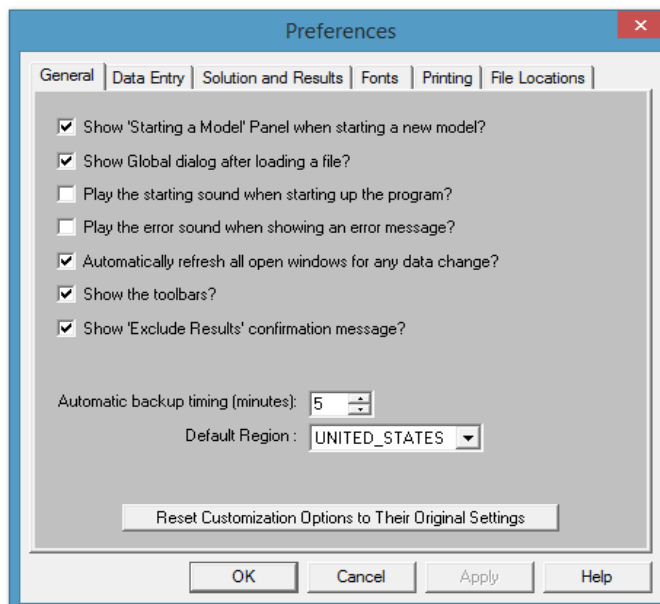 Preferences
General
Data Entry
Solution and Results
Fonts
Printing
File Locations
Show 'Starting a Model' Panel when starting a new model?
Show Global dialog after loading a file?
Play the starting sound when starting up the program?
Play the error sound when showing an error message?
Automatically refresh all open windows for any data change?
Show the toolbars?
Show 'Exclude Results' confirmation message?
Automatic backup timing (minutes): 5
Default Region : UNITED_STATES
Reset Customization Options to Their Original Settings
OK
Cancel
Apply
Help